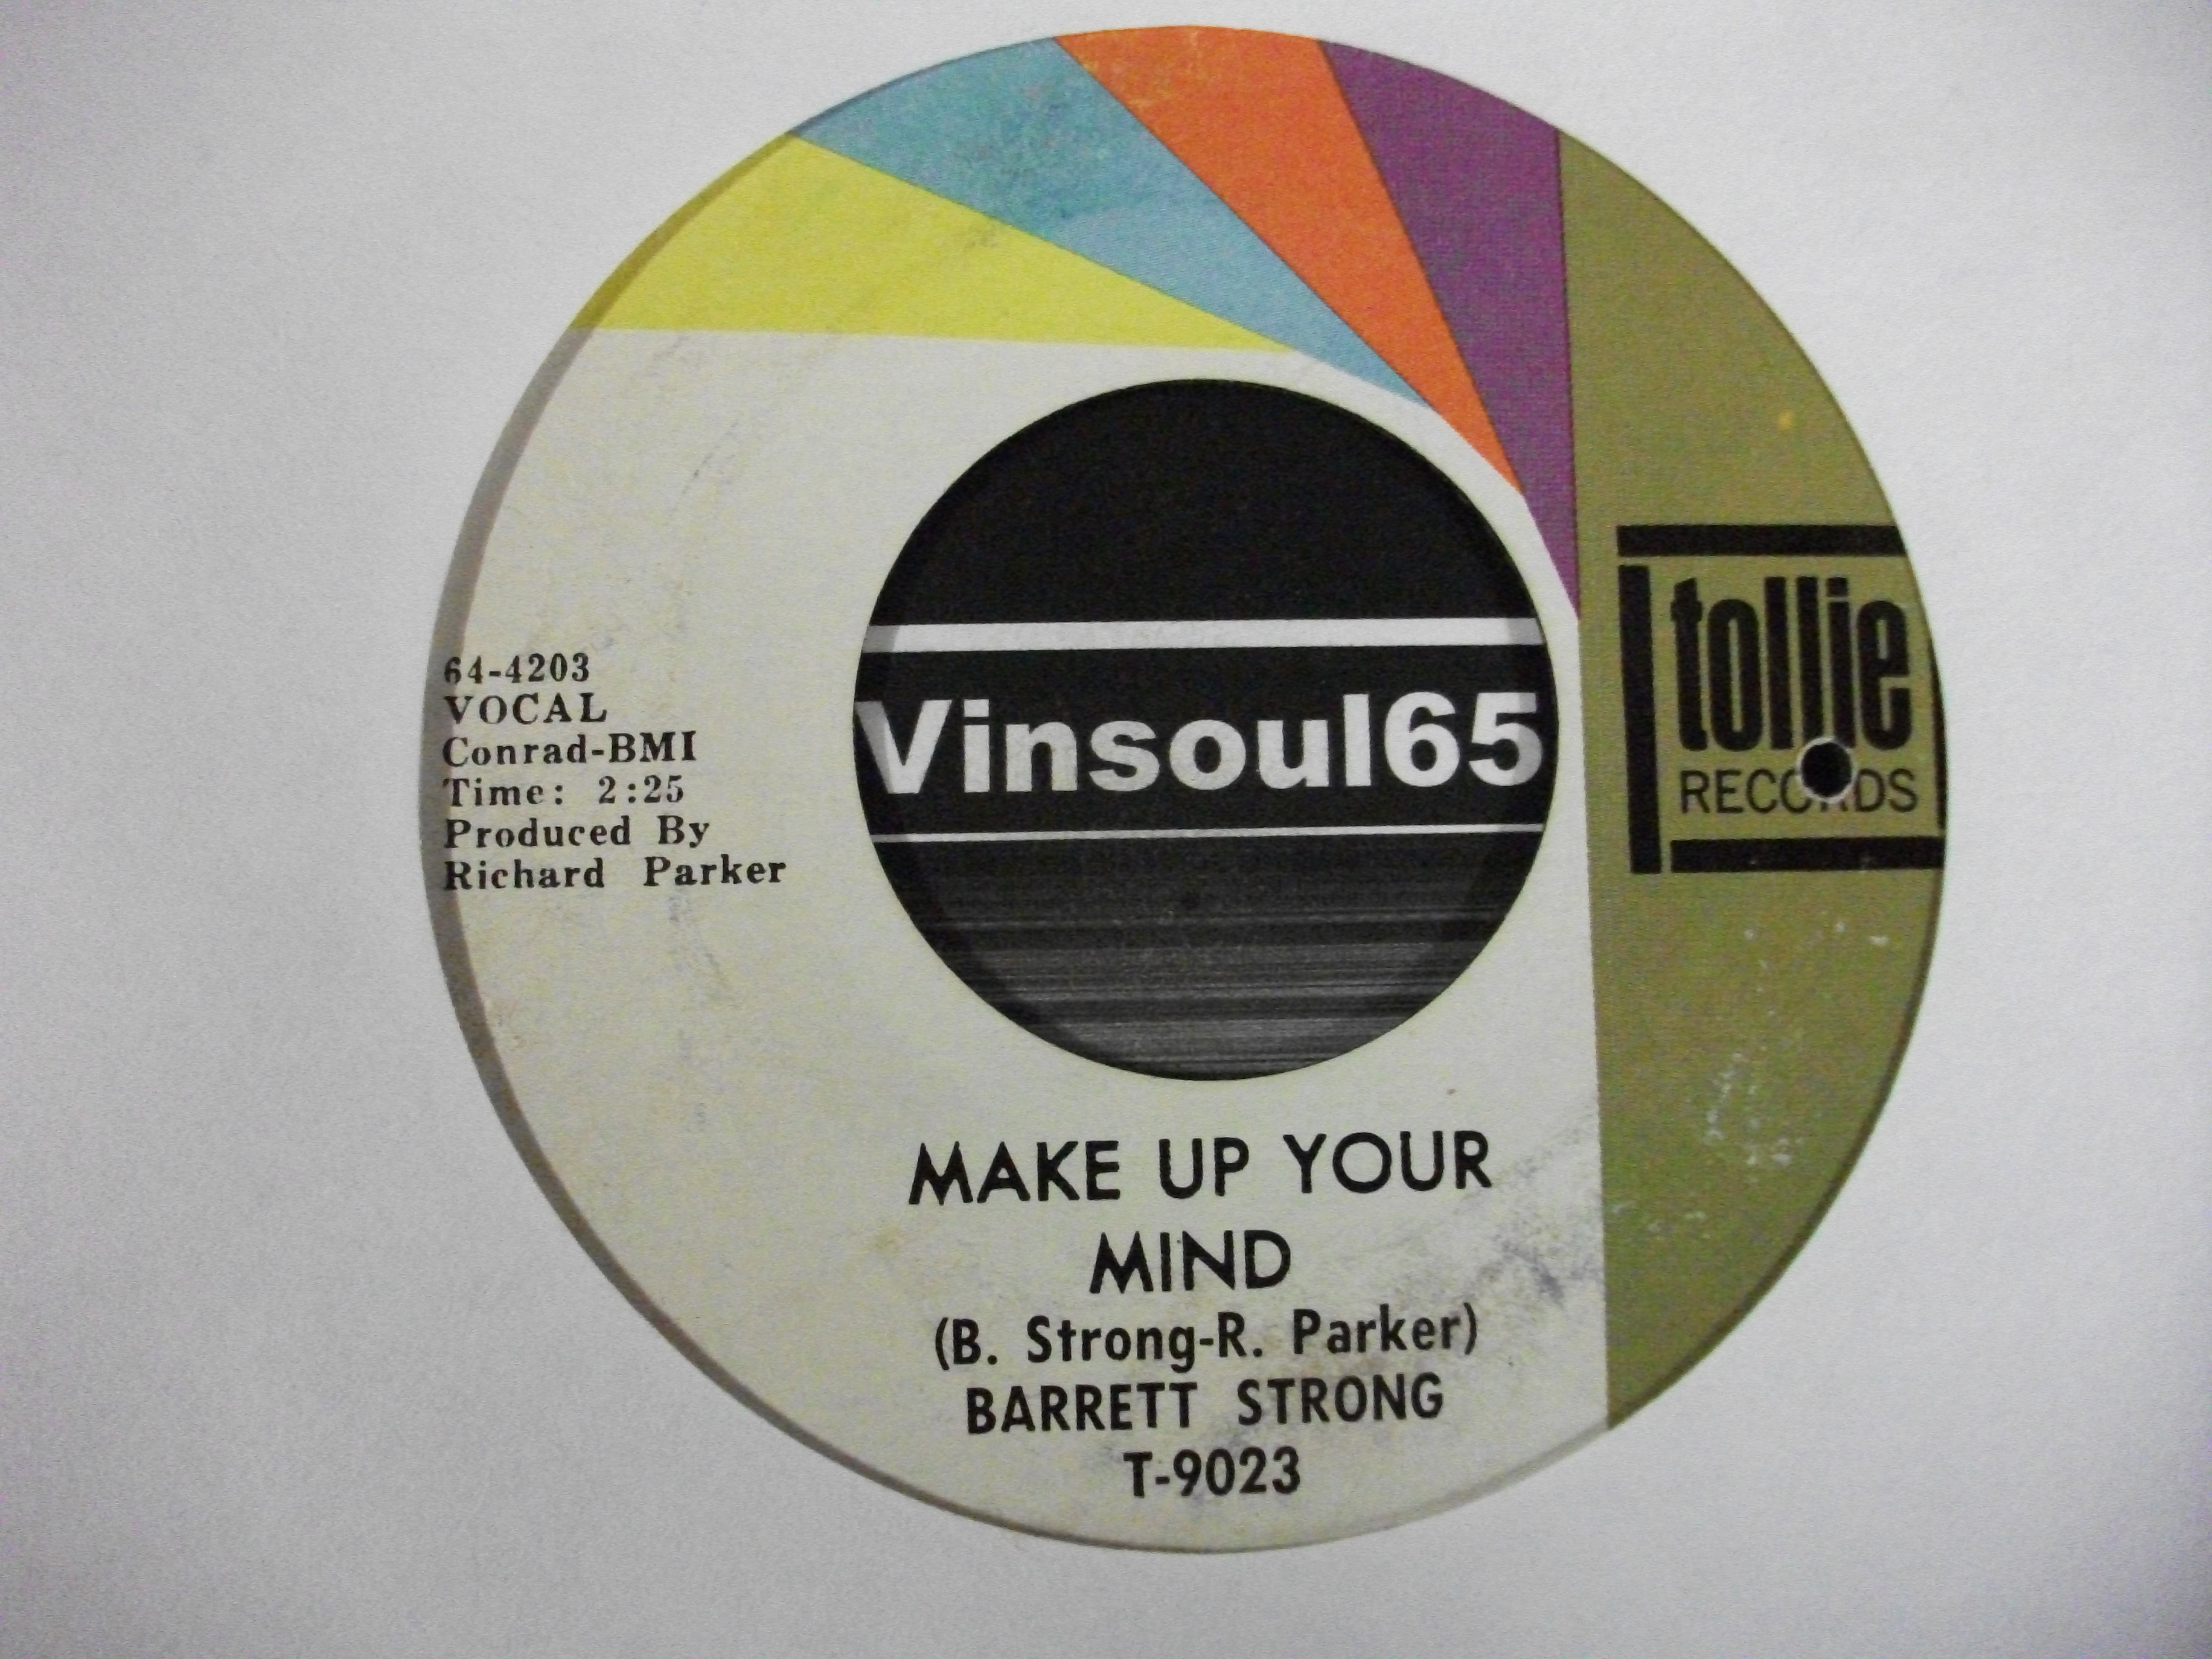 64-4203
VOCAL
Conrad-BMI
Time: 2:25
Produced By
Richard Parker
Vinsoul65
tollie
RECORDS
MAKE UP YOUR
MIND
(B. Strong-R. Parker)
BARRETT STRONG
T-9023